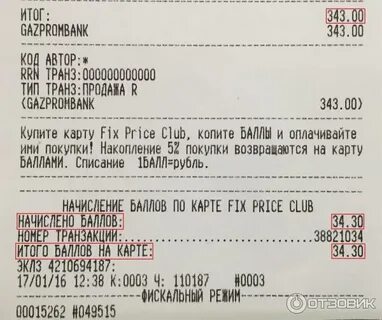 ИТОГ: 343.00
GAZPROMBANK 343.00
КОД АВТОР:*
RRN ТРАНЗ:000000000000
ТИП ТРАНЗ:ПРОДАЖА R
(GAZPROMBANK 343.00)
Купите карту Fix Price Club, копите БАЛЛЫ и оплачивайте
ими покупки! Накопление 5% покупки возвращаются на карту
БАЛЛАМИ. Списание 1БАЛЛ=рубль.
НАЧИСЛЕНИЕ БАЛЛОВ ПО КАРТЕ FIX PRICE CLUB
НАЧИСЛЕНО БАЛЛОВ: 34.30
НОМЕР ТРАНЗАКЦИИ: 38821034
ИТОГО БАЛЛОВ НА КАРТЕ: 34.30
ЭКЛЗ 4210694187:
17/01/16 12:38 К:0003 Ч: 110187 #0003
ФИСКАЛЬНЫЙ РЕЖИМ
00015262 #049515
ОТЗОВИК